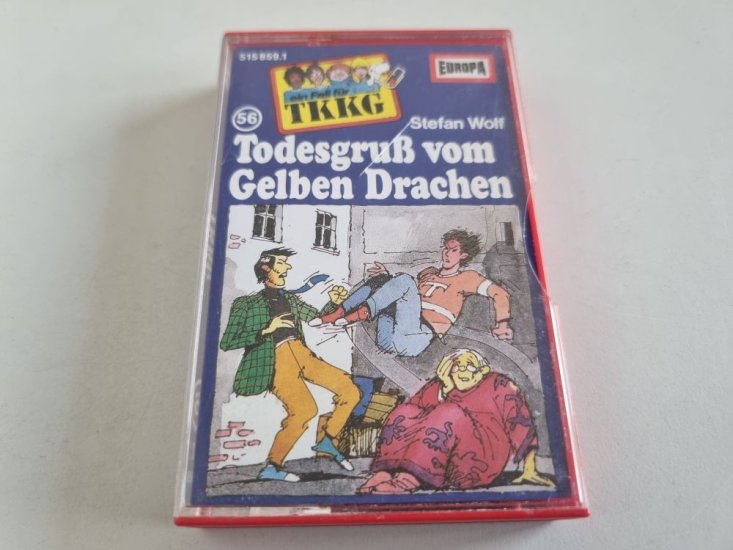 515 859.1
EUROPA
ein Fall für
TKKG
56
Stefan Wolf
Todesgruß vom
Gelben Drachen
T